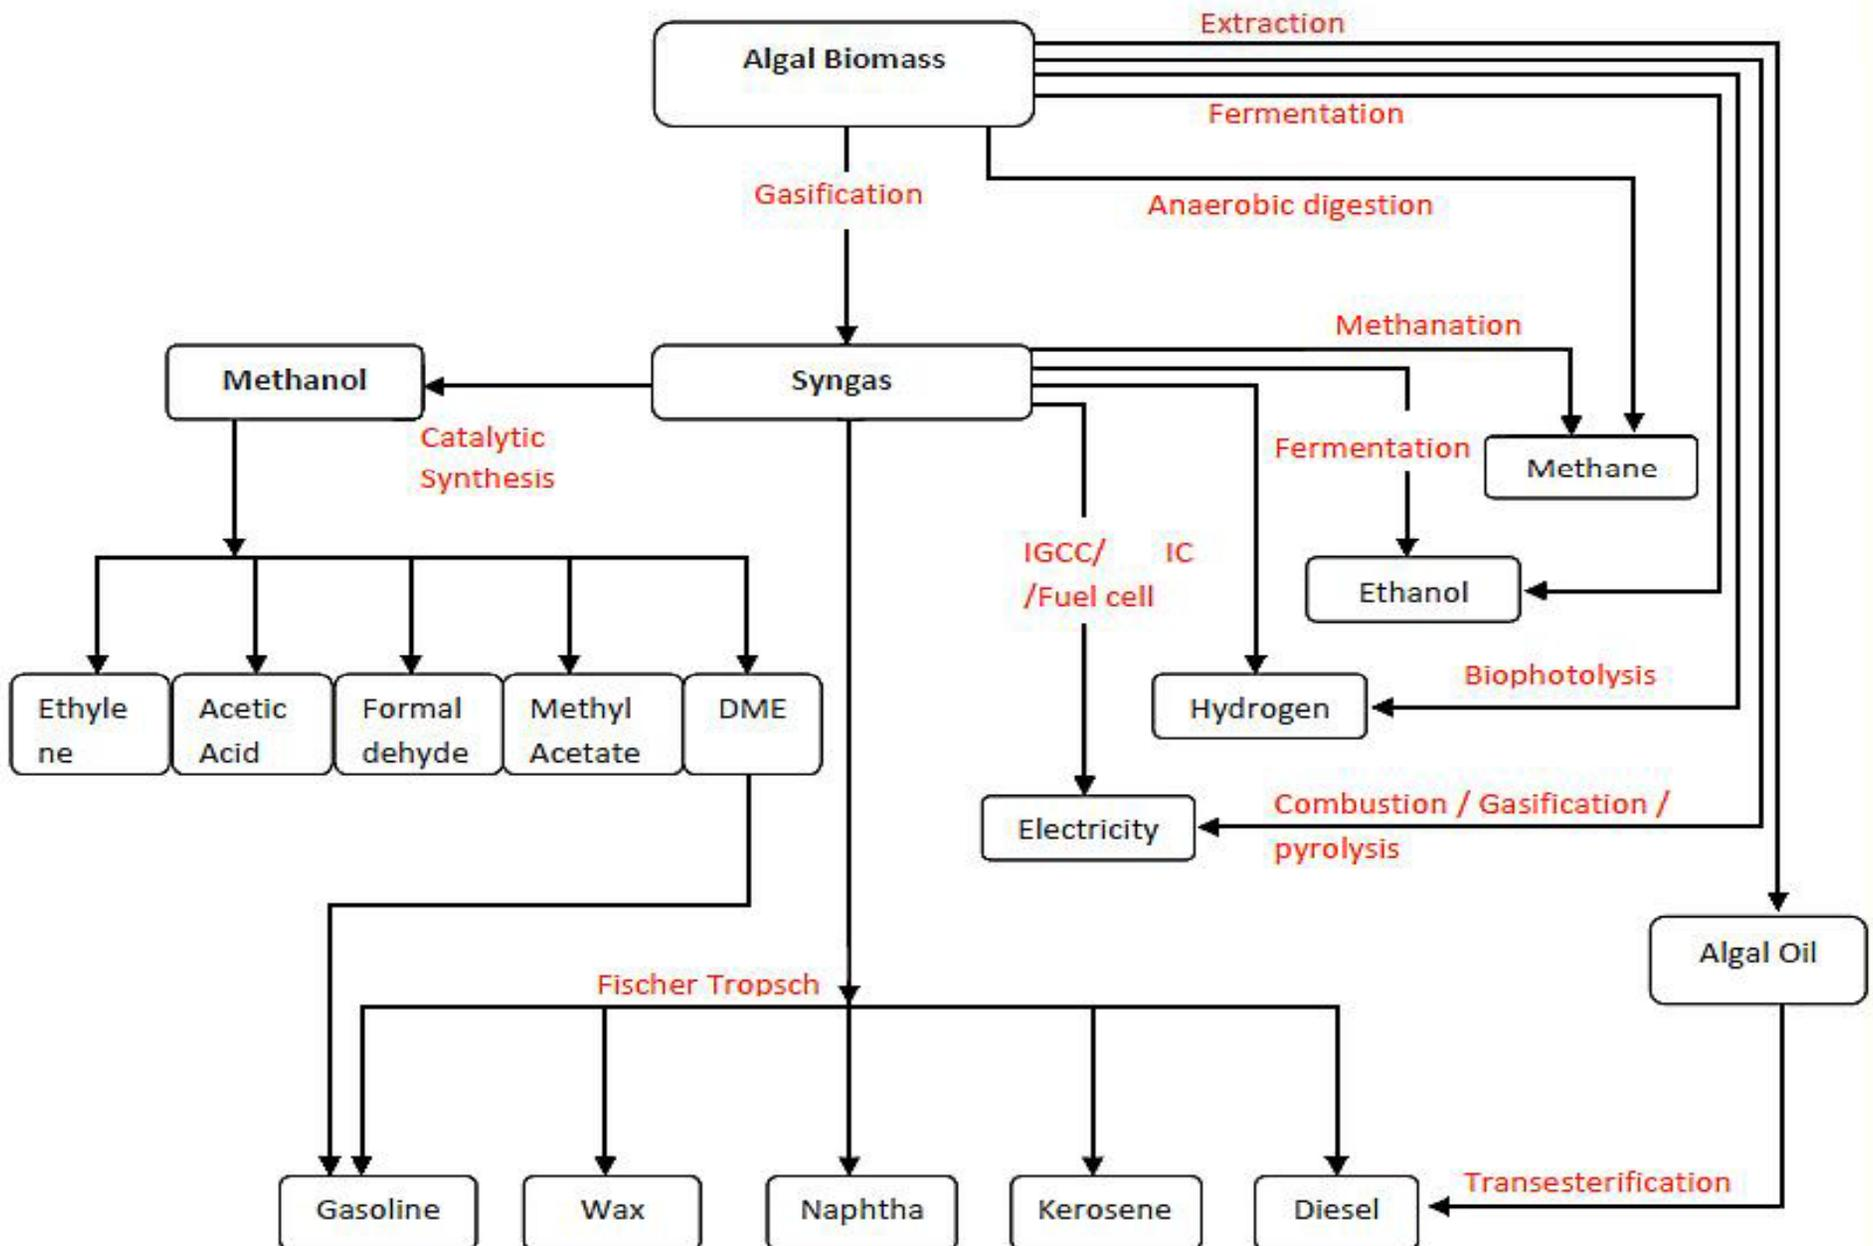 Extraction
Algal Biomass
Fermentation
Gasification
Anaerobic digestion
Methanation
Methanol
Syngas
Catalytic
Synthesis
Fermentation
Methane
IGCC/ IC
/Fuel cell
Ethanol
Biophotolysis
Ethyle
ne
Acetic
Acid
Formal
dehyde
Methyl
Acetate
DME
Hydrogen
Combustion / Gasification /
pyrolysis
Electricity
Algal Oil
Fischer Tropsch
Transesterification
Gasoline
Wax
Naphtha
Kerosene
Diesel